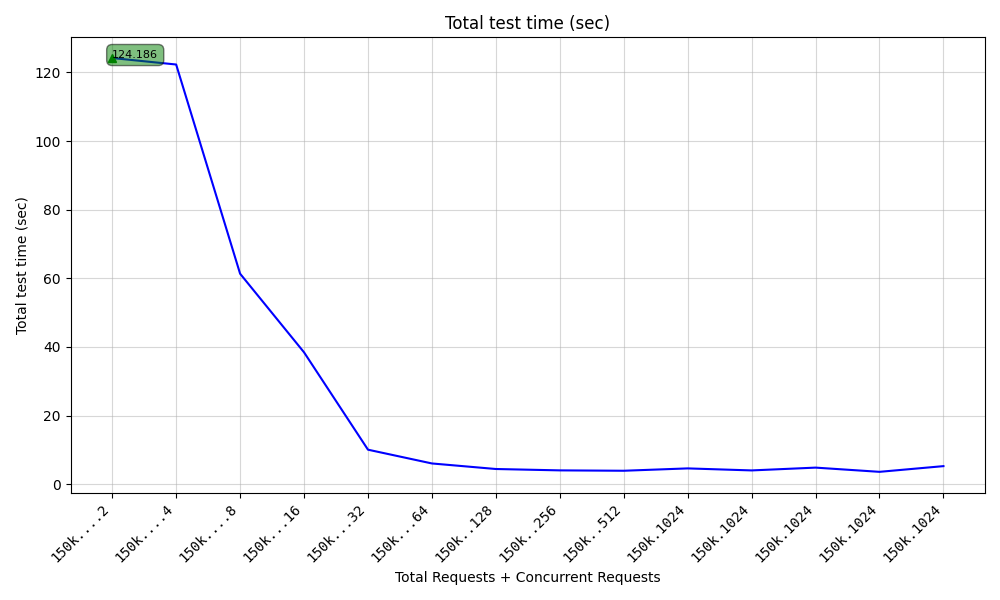 Total test time (sec)
124.186
120
100
80
60
40
20
0
Total test time (sec)
150k....2
150k....4
150k....8
150k...16
150k...32
150k...64
150k..128
150k..256
150k..512
150k.1024
150k.1024
150k.1024
150k.1024
150k.1024
Total Requests + Concurrent Requests